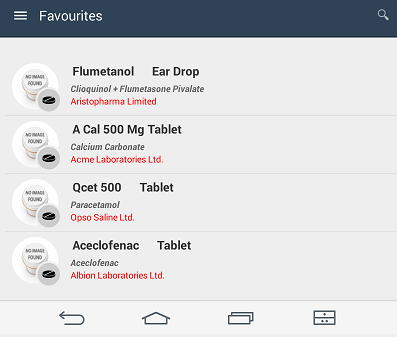 Favourites
Flumetanol Ear Drop
Clioquinol + Flumetasone Pivalate
Aristopharma Limited
NO IMAGE
FOUND
A Cal 500 Mg Tablet
Calcium Carbonate
Acme Laboratories Ltd.
NO IMAGE
FOUND
Qcet 500 Tablet
Paracetamol
Opso Saline Ltd.
NO IMAGE
FOUND
Aceclofenac Tablet
Aceclofenac
Albion Laboratories Ltd.
NO IMAGE
FOUND